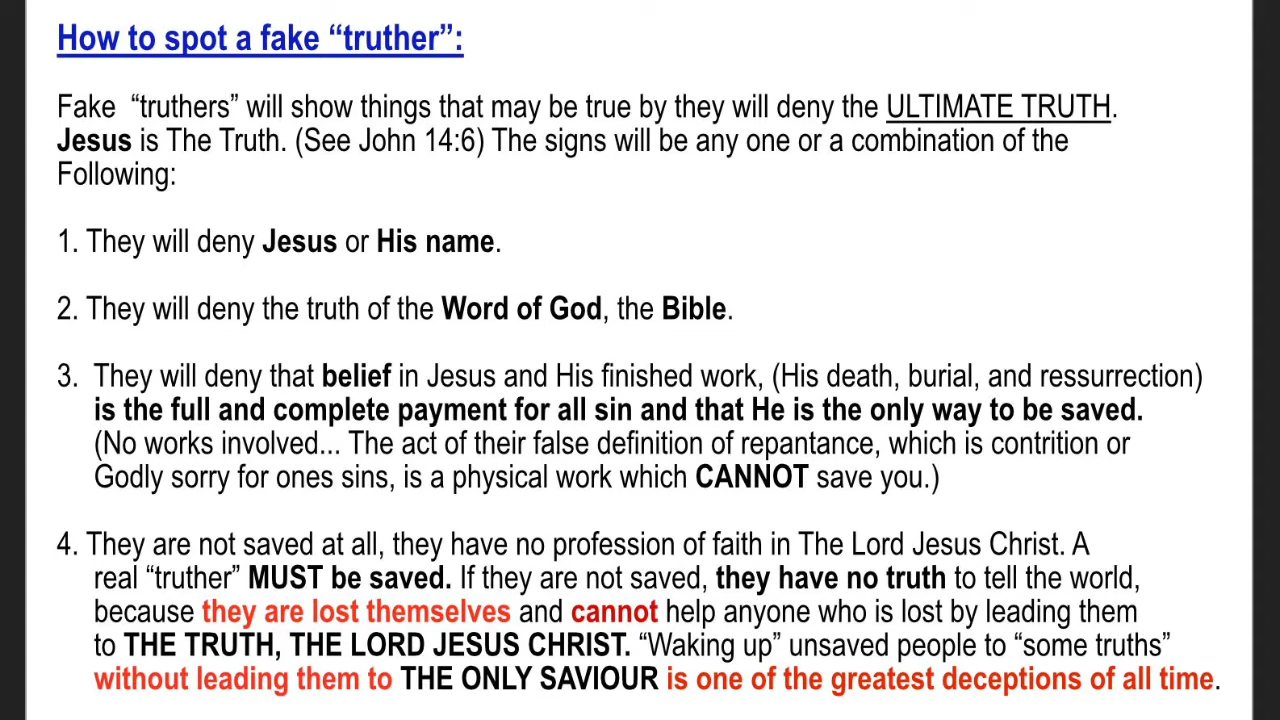 How to spot a fake “truther”:
Fake “truthers” will show things that may be true by they will deny the ULTIMATE TRUTH.
Jesus is The Truth. (See John 14:6) The signs will be any one or a combination of the
Following:
1. They will deny Jesus or His name.
2. They will deny the truth of the Word of God, the Bible.
3. They will deny that belief in Jesus and His finished work, (His death, burial, and ressurrection)
is the full and complete payment for all sin and that He is the only way to be saved.
(No works involved... The act of their false definition of repantance, which is contrition or
Godly sorry for ones sins, is a physical work which CANNOT save you.)
4. They are not saved at all, they have no profession of faith in The Lord Jesus Christ. A
real “truther” MUST be saved. If they are not saved, they have no truth to tell the world,
because they are lost themselves and cannot help anyone who is lost by leading them
to THE TRUTH, THE LORD JESUS CHRIST. “Waking up” unsaved people to “some truths”
without leading them to THE ONLY SAVIOUR is one of the greatest deceptions of all time.